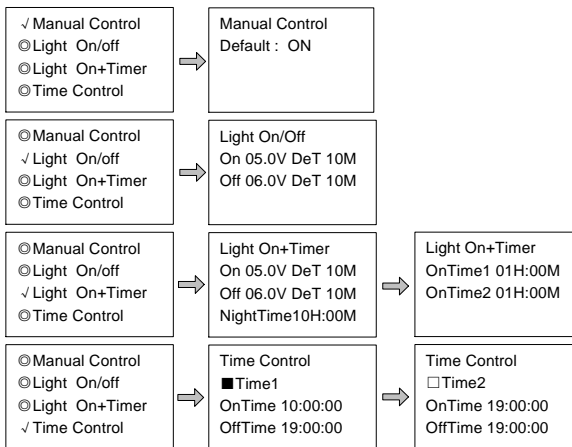 √ Manual Control
◎Light On/off
◎Light On+Timer
◎Time Control
Manual Control
Default : ON
◎Manual Control
√ Light On/off
◎Light On+Timer
◎Time Control
Light On/Off
On 05.0V DeT 10M
Off 06.0V DeT 10M
◎Manual Control
◎Light On/off
√ Light On+Timer
◎Time Control
Light On+Timer
On 05.0V DeT 10M
Off 06.0V DeT 10M
NightTime10H:00M
Light On+Timer
OnTime1 01H:00M
OnTime2 01H:00M
◎Manual Control
◎Light On/off
◎Light On+Timer
√ Time Control
Time Control
■Time1
OnTime 10:00:00
OffTime 19:00:00
Time Control
□Time2
OnTime 19:00:00
OffTime 19:00:00